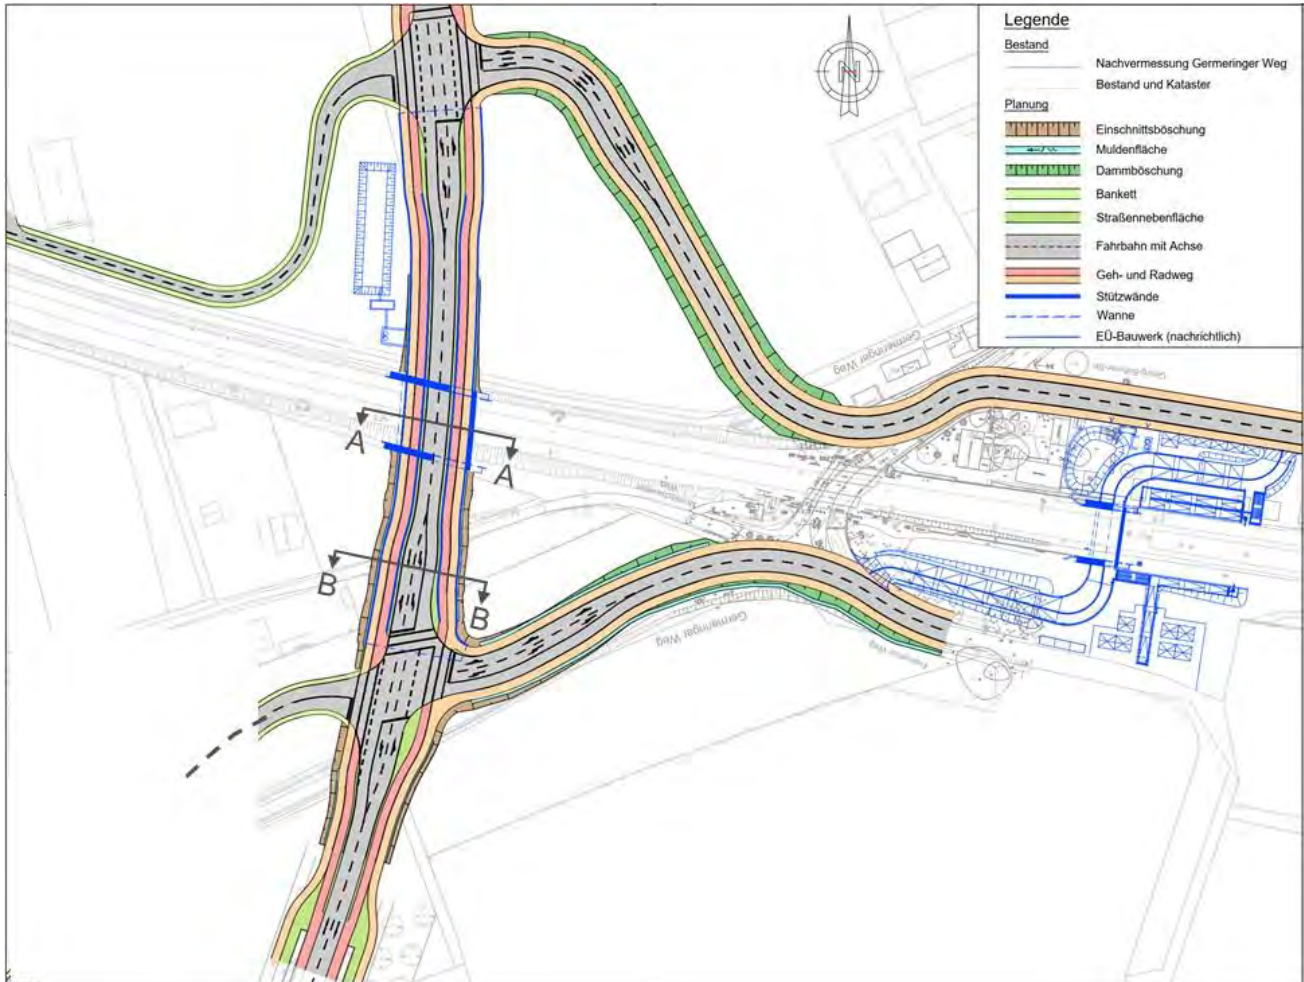 Legende
Bestand
Nachvermessung Germeringer Weg
Bestand und Kataster
Planung
Einschnittsböschung
Muldenfläche
Dammböschung
Bankett
Straßennebenfläche
Fahrbahn mit Achse
Geh- und Radweg
Stützwände
Wanne
EÜ-Bauwerk (nachrichtlich)
N
Germeringer Weg
A
A
B
B
Germeringer Weg